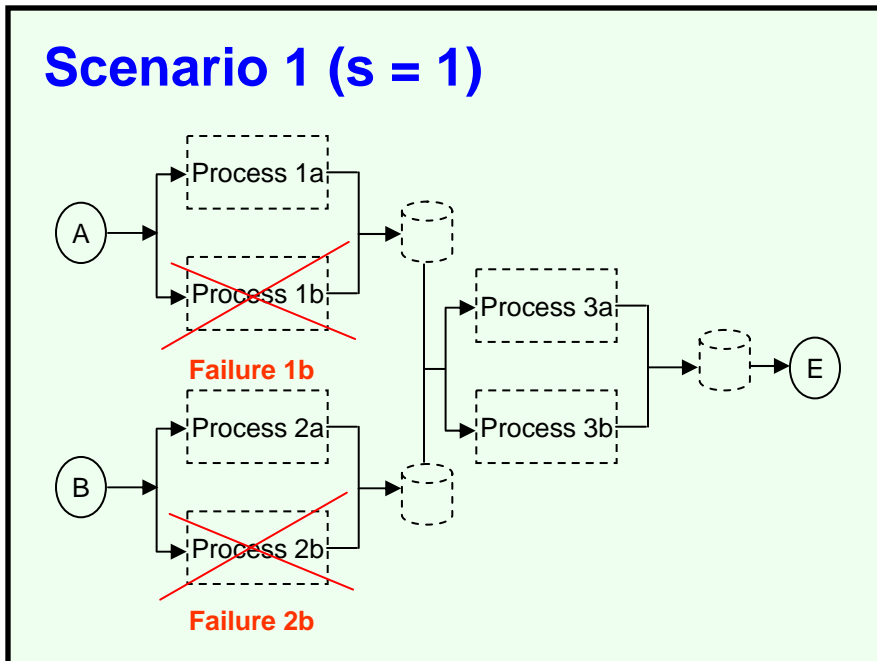 Scenario 1 (s = 1)
Process 1a
A
Process 1b
Failure 1b
Process 2a
B
Process 2b
Failure 2b
Process 3a
Process 3b
E